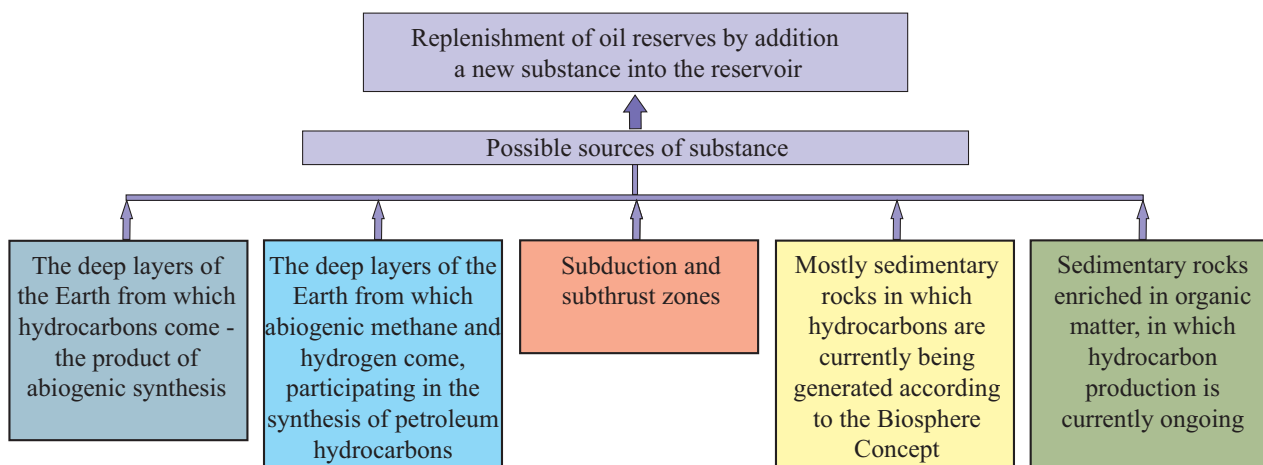 Replenishment of oil reserves by addition
a new substance into the reservoir
Possible sources of substance
The deep layers of
the Earth from which
hydrocarbons come -
the product of
abiogenic synthesis
The deep layers of the
Earth from which
abiogenic methane and
hydrogen come,
participating in the
synthesis of petroleum
hydrocarbons
Subduction and
subthrust zones
Mostly sedimentary
rocks in which
hydrocarbons are
currently being
generated according
to the Biosphere
Concept
Sedimentary rocks
enriched in organic
matter, in which
hydrocarbon
production is
currently ongoing